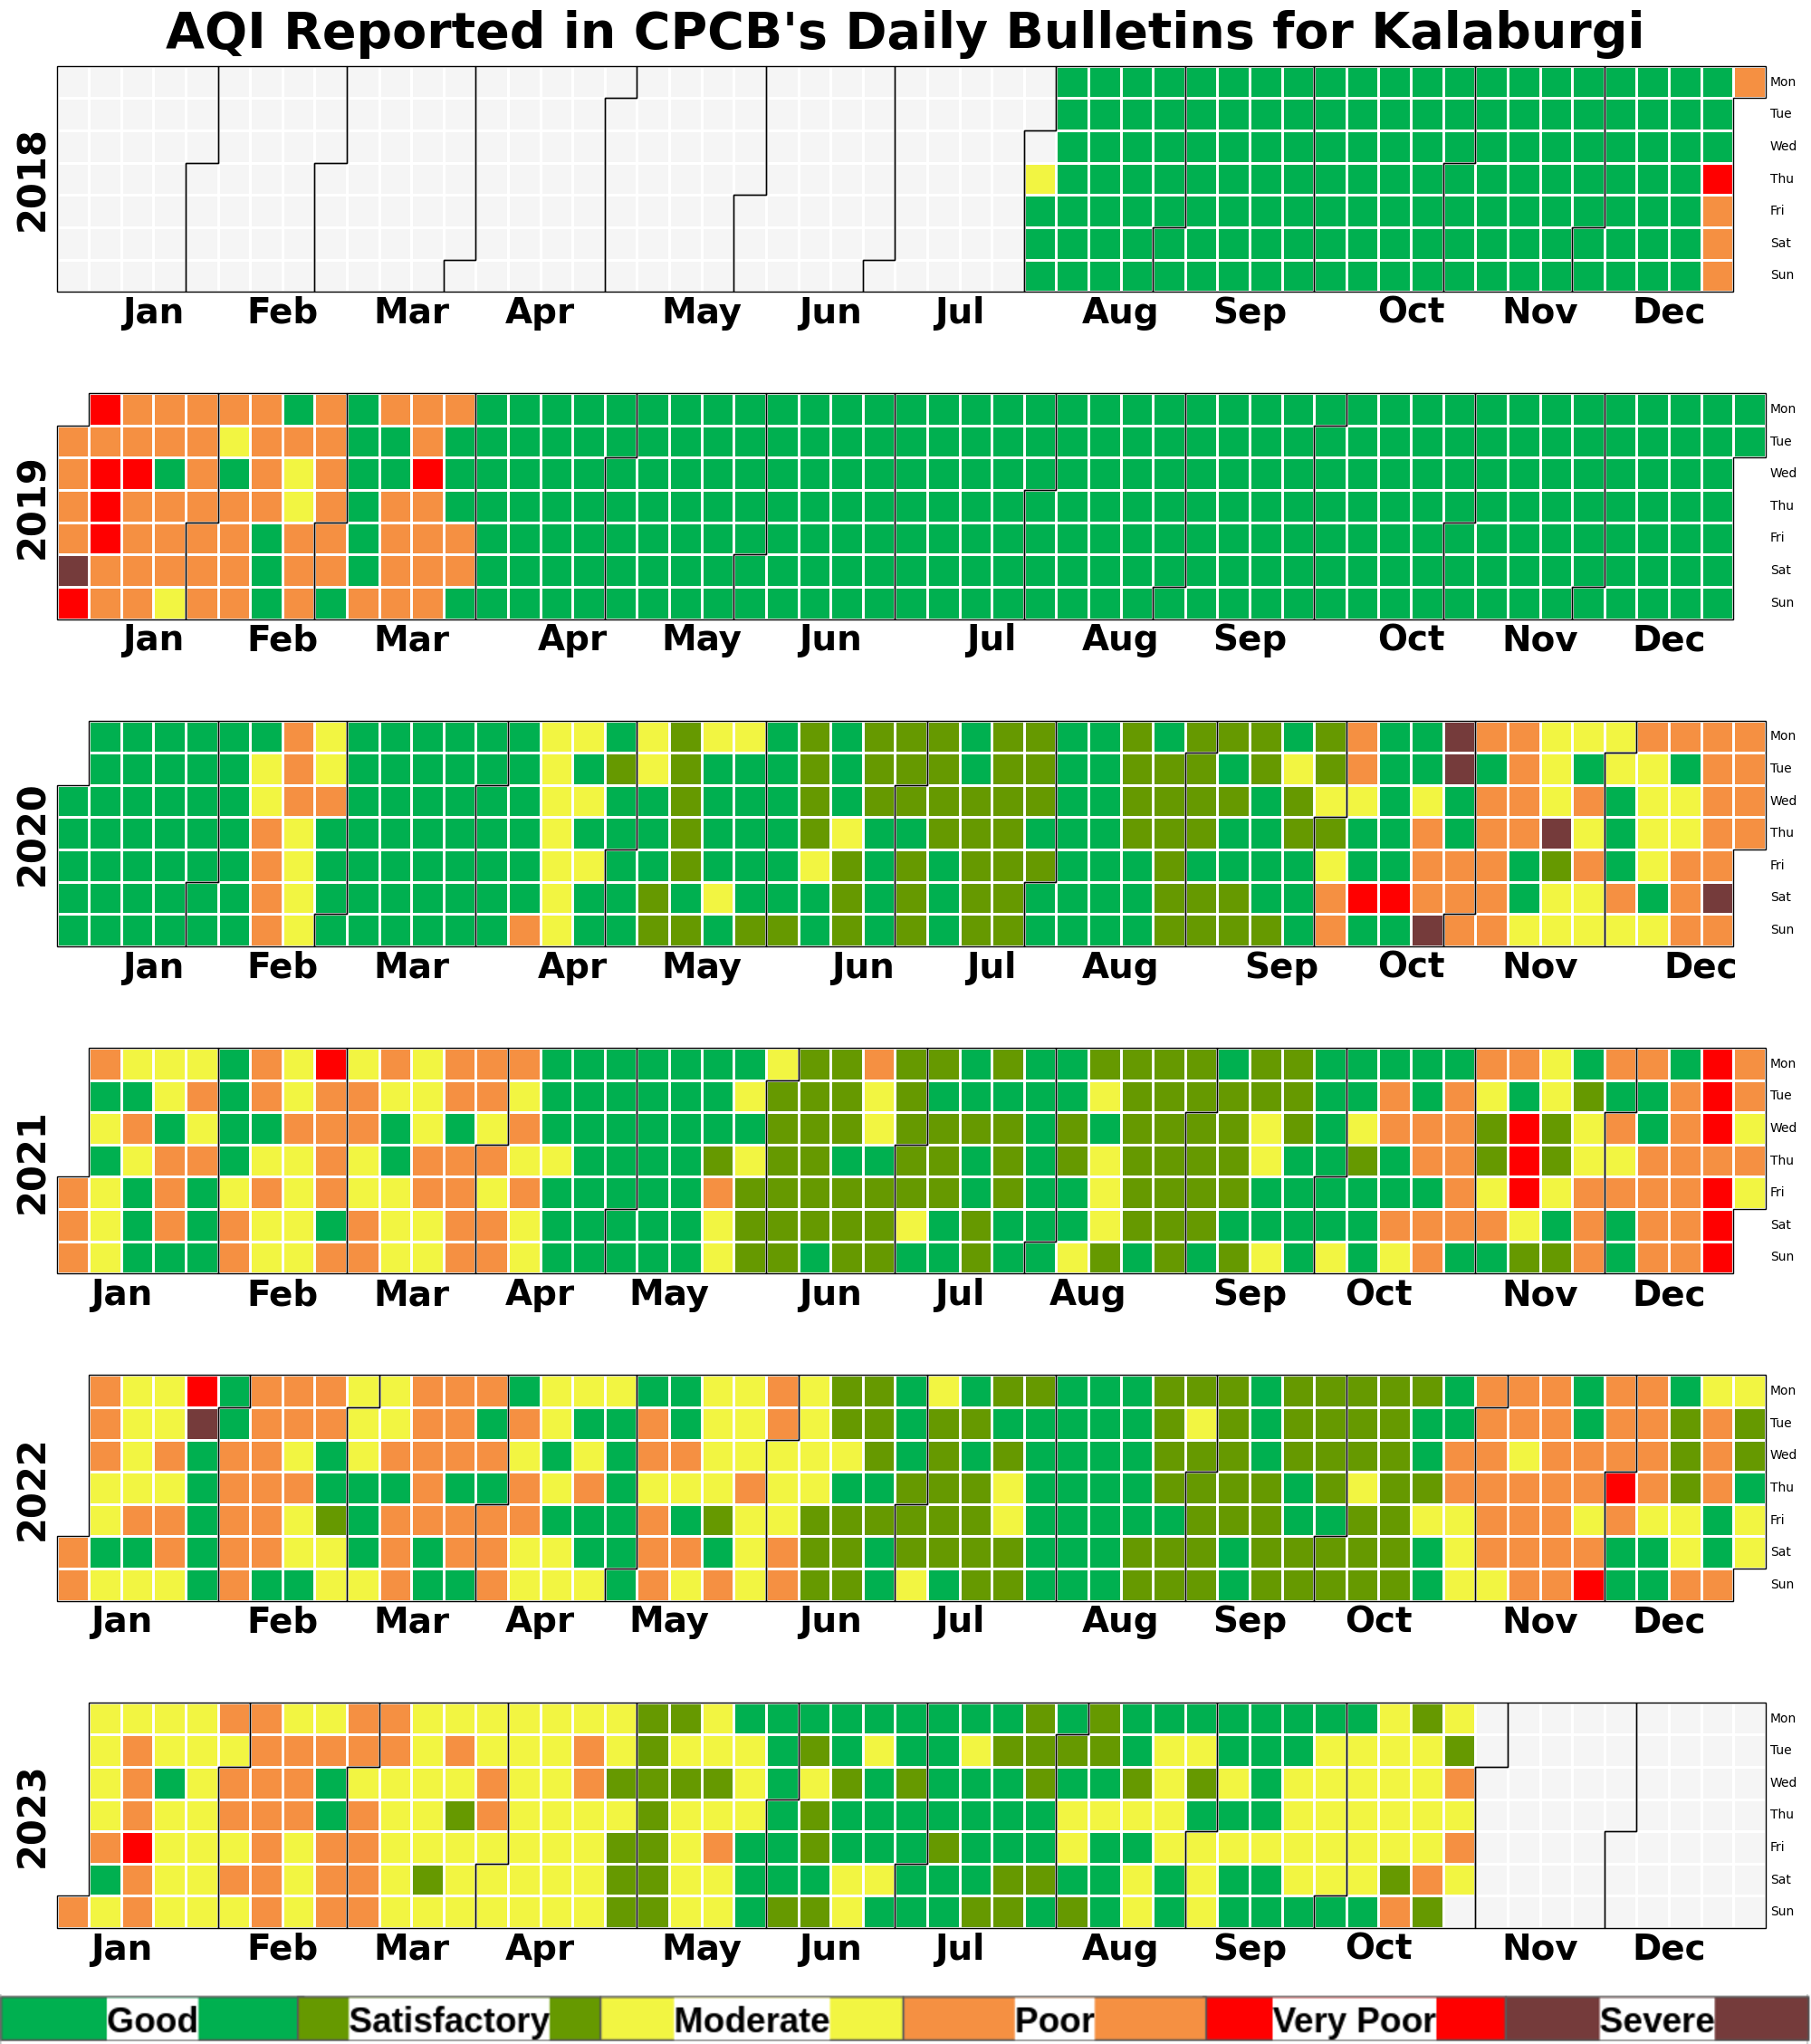 AQI Reported in CPCB's Daily Bulletins for Kalaburgi
2018
Mon
Tue
Wed
Thu
Fri
Sat
Sun
Jan Feb Mar Apr May Jun Jul Aug Sep Oct Nov Dec
2019
Mon
Tue
Wed
Thu
Fri
Sat
Sun
Jan Feb Mar Apr May Jun Jul Aug Sep Oct Nov Dec
2020
Mon
Tue
Wed
Thu
Fri
Sat
Sun
Jan Feb Mar Apr May Jun Jul Aug Sep Oct Nov Dec
2021
Mon
Tue
Wed
Thu
Fri
Sat
Sun
Jan Feb Mar Apr May Jun Jul Aug Sep Oct Nov Dec
2022
Mon
Tue
Wed
Thu
Fri
Sat
Sun
Jan Feb Mar Apr May Jun Jul Aug Sep Oct Nov Dec
2023
Mon
Tue
Wed
Thu
Fri
Sat
Sun
Jan Feb Mar Apr May Jun Jul Aug Sep Oct Nov Dec
Good Satisfactory Moderate Poor Very Poor Severe